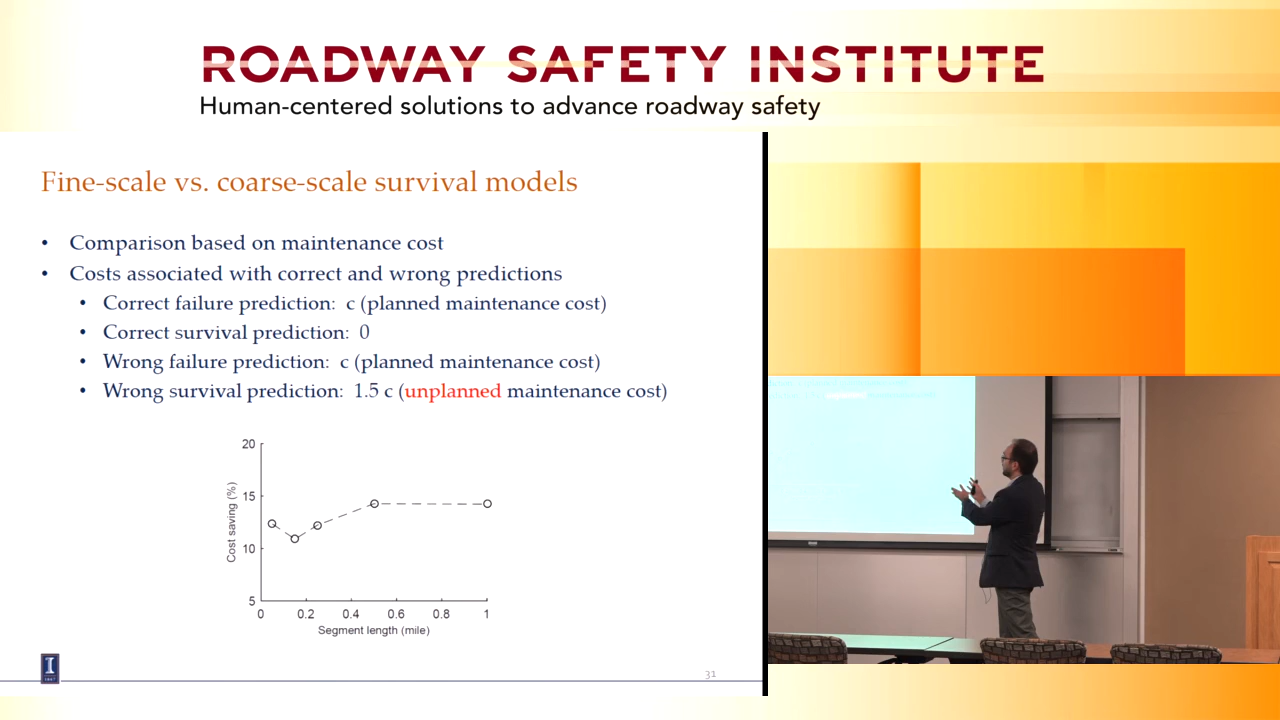 ROADWAY SAFETY INSTITUTE
Human-centered solutions to advance roadway safety
Fine-scale vs. coarse-scale survival models
• Comparison based on maintenance cost
• Costs associated with correct and wrong predictions
• Correct failure prediction: c (planned maintenance cost)
• Correct survival prediction: 0
• Wrong failure prediction: c (planned maintenance cost)
• Wrong survival prediction: 1.5 c (unplanned maintenance cost)
20
15
10
5
Cost saving (%)
0 0.2 0.4 0.6 0.8 1
Segment length (mile)
I
31